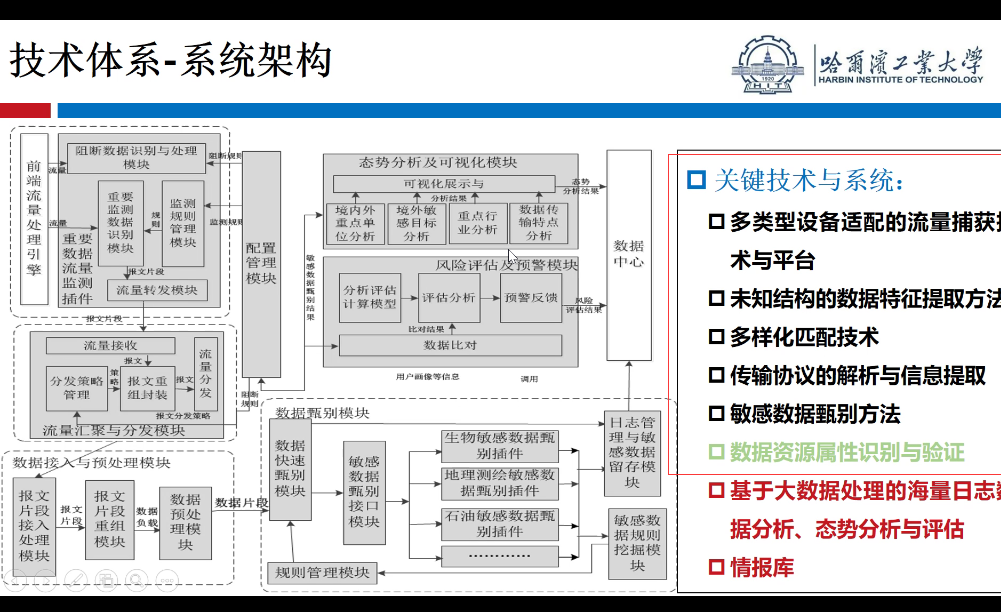 技术体系-系统架构
哈尔滨工业大学
HARBIN INSTITUTE OF TECHNOLOGY
1920
HIT
前端流量处理引擎
流量
流量
阻断数据识别与处理
模块
重要
监测
数据
识别
模块
规则
监测
规则
管理
模块
重要
数据
流量
监测
插件
报文片段
流量转发模块
阻断规则
监测规则
配置
管理
模块
报文片段
流量接收
报文
分发策略
管理
策略
报文重
组封装
报文
流量分发
报文分发策略
流量汇聚与分发模块
阻断
规则
数据接入与预处理模块
报文
片段
接入
处理
模块
报文
片段
报文
片段
重组
模块
数据
负载
数据
预处
理模
块
数据片段
态势分析及可视化模块
可视化展示与
分析结果
境内外
重点单
位分析
境外敏
感目标
分析
重点行
业分析
数据传
输特点
分析
态势
分析结果
敏感数据甄别结果
风险评估及预警模块
分析评估
计算模型
评估分析
预警反馈
比对结果
数据比对
风险
评估结果
用户画像等信息
调用
数据
中心
数据甄别模块
数据
快速
甄别
模块
敏感
数据
甄别
接口
模块
生物敏感数据甄
别插件
地理测绘敏感数
据甄别插件
石油敏感数据甄
别插件
…………
规则管理模块
日志管
理与敏
感数据
留存模
块
敏感数
据规则
挖掘模
块
关键技术与系统：
多类型设备适配的流量捕获
术与平台
未知结构的数据特征提取方法
多样化匹配技术
传输协议的解析与信息提取
敏感数据甄别方法
数据资源属性识别与验证
基于大数据处理的海量日志数
据分析、态势分析与评估
情报库